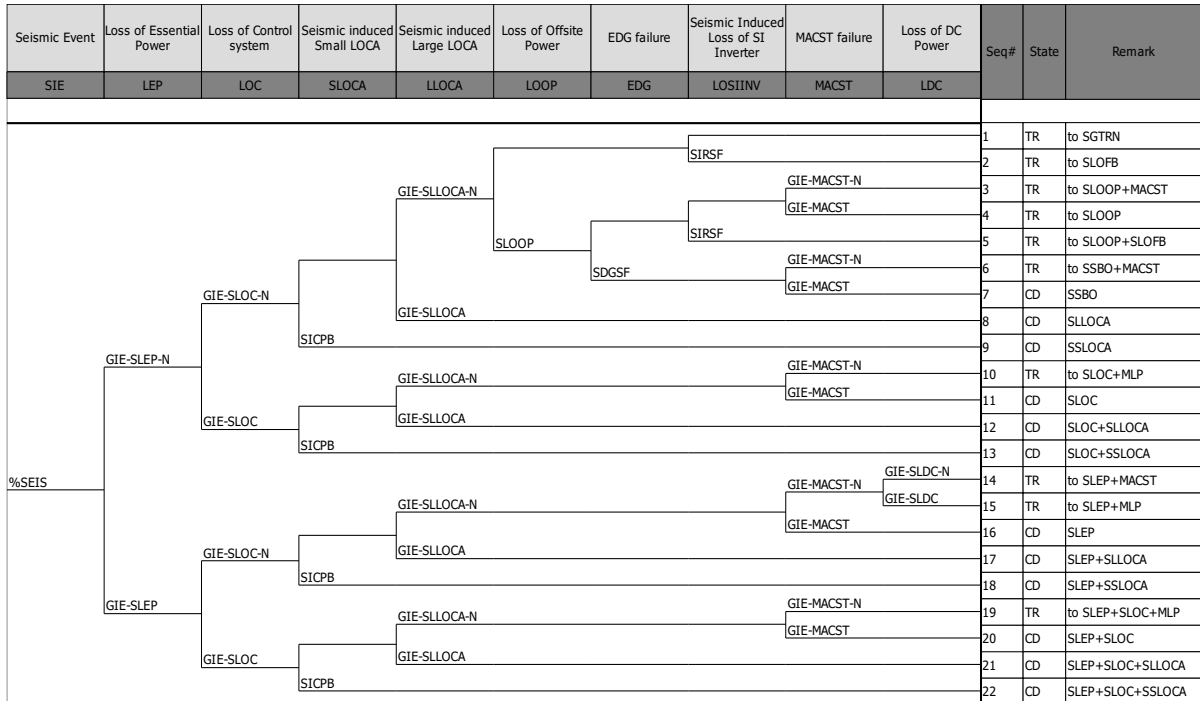 Seismic Event
Loss of Essential
Power
Loss of Control
system
Seismic induced
Small LOCA
Seismic induced
Large LOCA
Loss of Offsite
Power
EDG failure
Seismic Induced
Loss of SI
Inverter
MACST failure
Loss of DC
Power
Seq#
State
Remark
SIE
LEP
LOC
SLOCA
LLOCA
LOOP
EDG
LOSIINV
MACST
LDC
1 TR to SGTRN
SIRSF
2 TR to SLOFB
GIE-SLLOCA-N
GIE-MACST-N
3 TR to SLOOP+MACST
GIE-MACST
4 TR to SLOOP
SLOOP
SIRSF
5 TR to SLOOP+SLOFB
SDGSF
GIE-MACST-N
6 TR to SSBO+MACST
GIE-SLOC-N
GIE-MACST
7 CD SSBO
GIE-SLLOCA
8 CD SLLOCA
SICPB
9 CD SSLOCA
GIE-SLEP-N
GIE-SLLOCA-N
GIE-MACST-N
10 TR to SLOC+MLP
GIE-MACST
11 CD SLOC
GIE-SLOC
GIE-SLLOCA
12 CD SLOC+SLLOCA
SICPB
13 CD SLOC+SSLOCA
%SEIS
GIE-MACST-N
GIE-SLDC-N
14 TR to SLEP+MACST
GIE-SLLOCA-N
GIE-SLDC
15 TR to SLEP+MLP
GIE-MACST
16 CD SLEP
GIE-SLOC-N
GIE-SLLOCA
17 CD SLEP+SLLOCA
SICPB
18 CD SLEP+SSLOCA
GIE-SLEP
GIE-SLLOCA-N
GIE-MACST-N
19 TR to SLEP+SLOC+MLP
GIE-MACST
20 CD SLEP+SLOC
GIE-SLOC
GIE-SLLOCA
21 CD SLEP+SLOC+SLLOCA
SICPB
22 CD SLEP+SLOC+SSLOCA